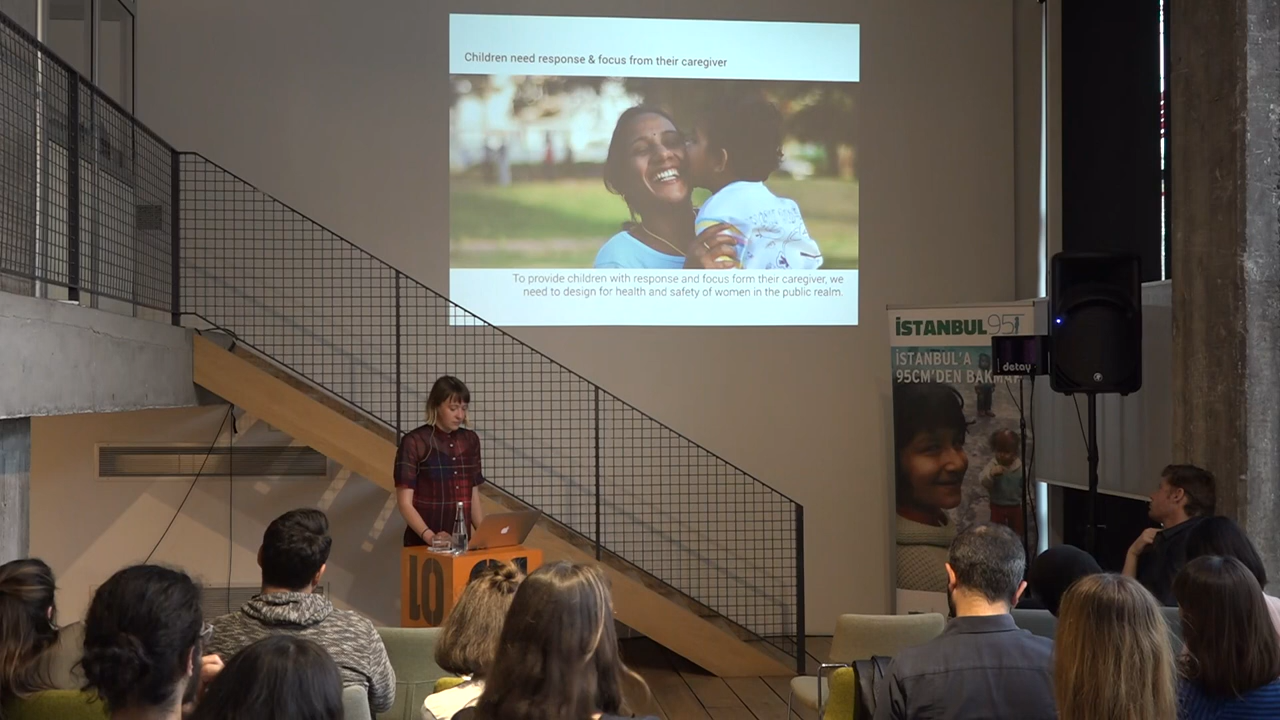 Children need response & focus from their caregiver
To provide children with response and focus form their caregiver, we
need to design for health and safety of women in the public realm.
İSTANBUL95
İSTANBUL'A
95CM'DEN BAKMAK
detay